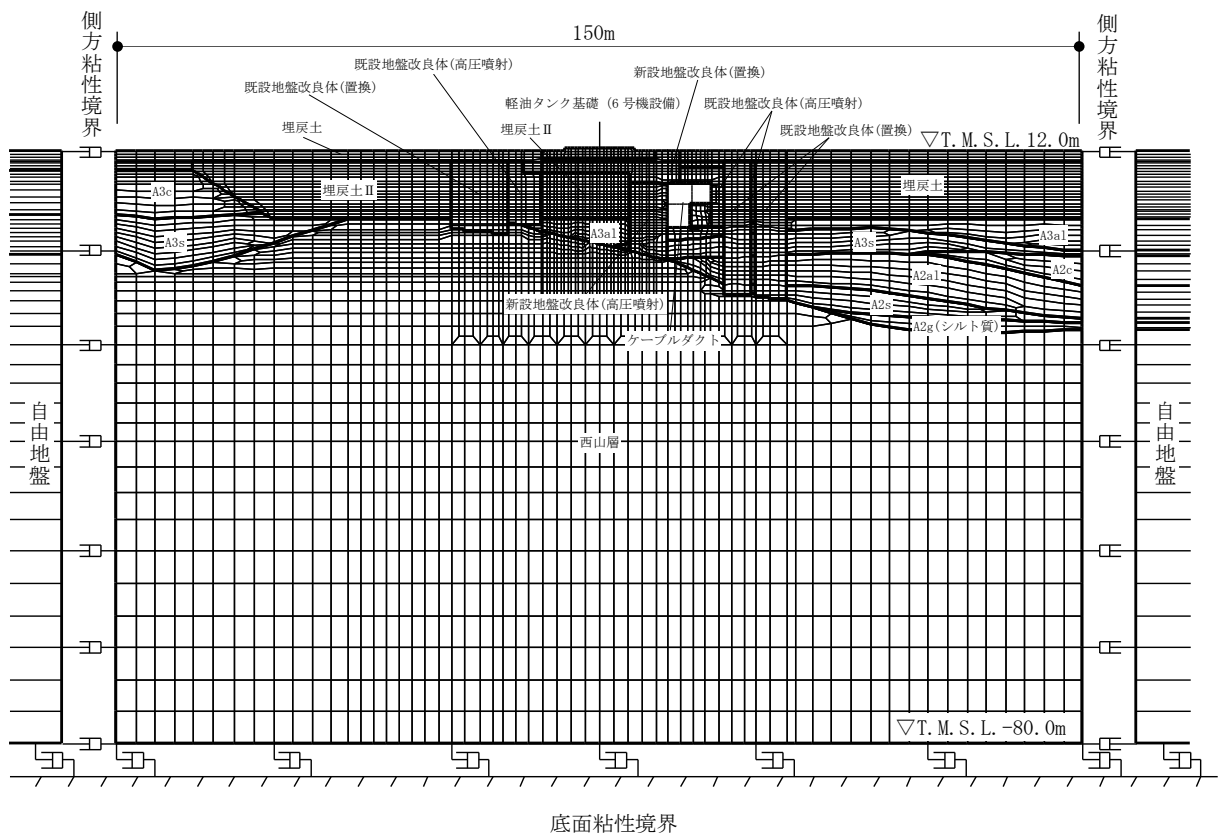 150m
側方粘性境界
側方粘性境界
既設地盤改良体(高圧噴射)
新設地盤改良体(置換)
既設地盤改良体(置換)
軽油タンク基礎 (6号機設備)
既設地盤改良体(高圧噴射)
埋戻土
埋戻土Ⅱ
既設地盤改良体(置換)
▽T.M.S.L.12.0m
A3c
埋戻土Ⅱ
埋戻土
A3s
A3a1
A3s
A3a1
A2a1
A2c
新設地盤改良体(高圧噴射)
A2s
A2g(シルト質)
ケーブルダクト
自由地盤
西山層
自由地盤
▽T.M.S.L.-80.0m
底面粘性境界